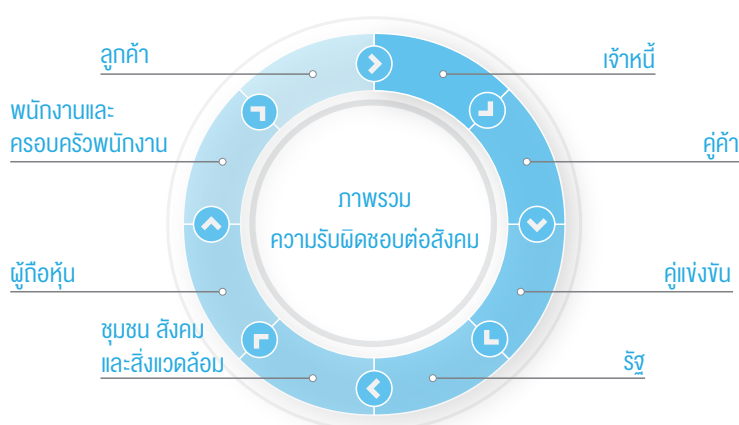 ลูกค้า
เจ้าหนี้
พนักงานและ
ครอบครัวพนักงาน
คู่ค้า
ภาพรวม
ความรับผิดชอบต่อสังคม
ผู้ถือหุ้น
คู่แข่งขัน
ชุมชน สังคม
และสิ่งแวดล้อม
รัฐ